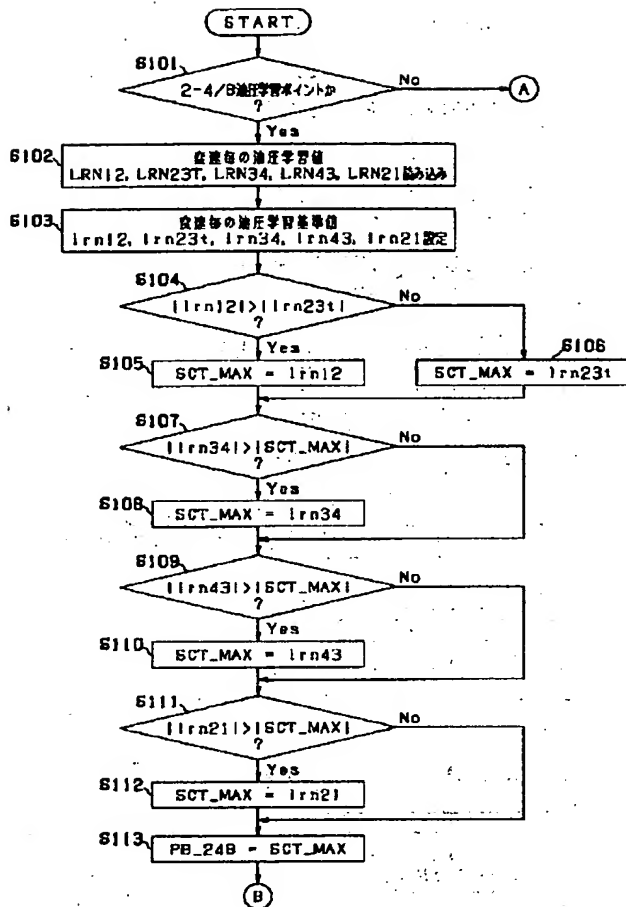 START
S101
2-4/B油圧学習ポイントか
?
No
A
Yes
S102
変速毎の油圧学習値
LRN12, LRN23T, LRN34, LRN43, LRN21読み込み
S103
変速毎の油圧学習基準値
lrn12, lrn23t, lrn34, lrn43, lrn21設定
S104
|lrn12|>|lrn23t|
?
No
Yes
S105
SCT_MAX = lrn12
S106
SCT_MAX = lrn23t
S107
|lrn34|>|SCT_MAX|
?
No
Yes
S108
SCT_MAX = lrn34
S109
|lrn43|>|SCT_MAX|
?
No
Yes
S110
SCT_MAX = lrn43
S111
|lrn21|>|SCT_MAX|
?
No
Yes
S112
SCT_MAX = lrn21
S113
PB_24B = SCT_MAX
B